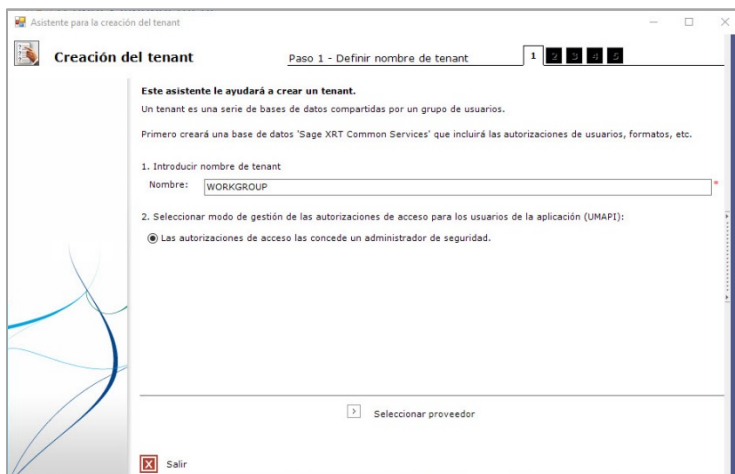 Asistente para la creación del tenant
Creación del tenant
Paso 1 - Definir nombre de tenant
1 2 3 4 5
Este asistente le ayudará a crear un tenant.
Un tenant es una serie de bases de datos compartidas por un grupo de usuarios.
Primero creará una base de datos 'Sage XRT Common Services' que incluirá las autorizaciones de usuarios, formatos, etc.
1. Introducir nombre de tenant
Nombre: WORKGROUP *
2. Seleccionar modo de gestión de las autorizaciones de acceso para los usuarios de la aplicación (UMAPI):
Las autorizaciones de acceso las concede un administrador de seguridad.
Seleccionar proveedor
Salir